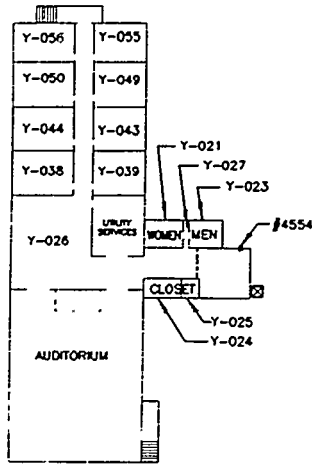 Y-056 Y-055
Y-050 Y-049
Y-044 Y-043
Y-038 Y-039
Y-021
Y-027
Y-023
UTILITY
SERVICES
WOMEN MEN
Y-026
#4554
CLOSET
Y-025
Y-024
AUDITORIUM